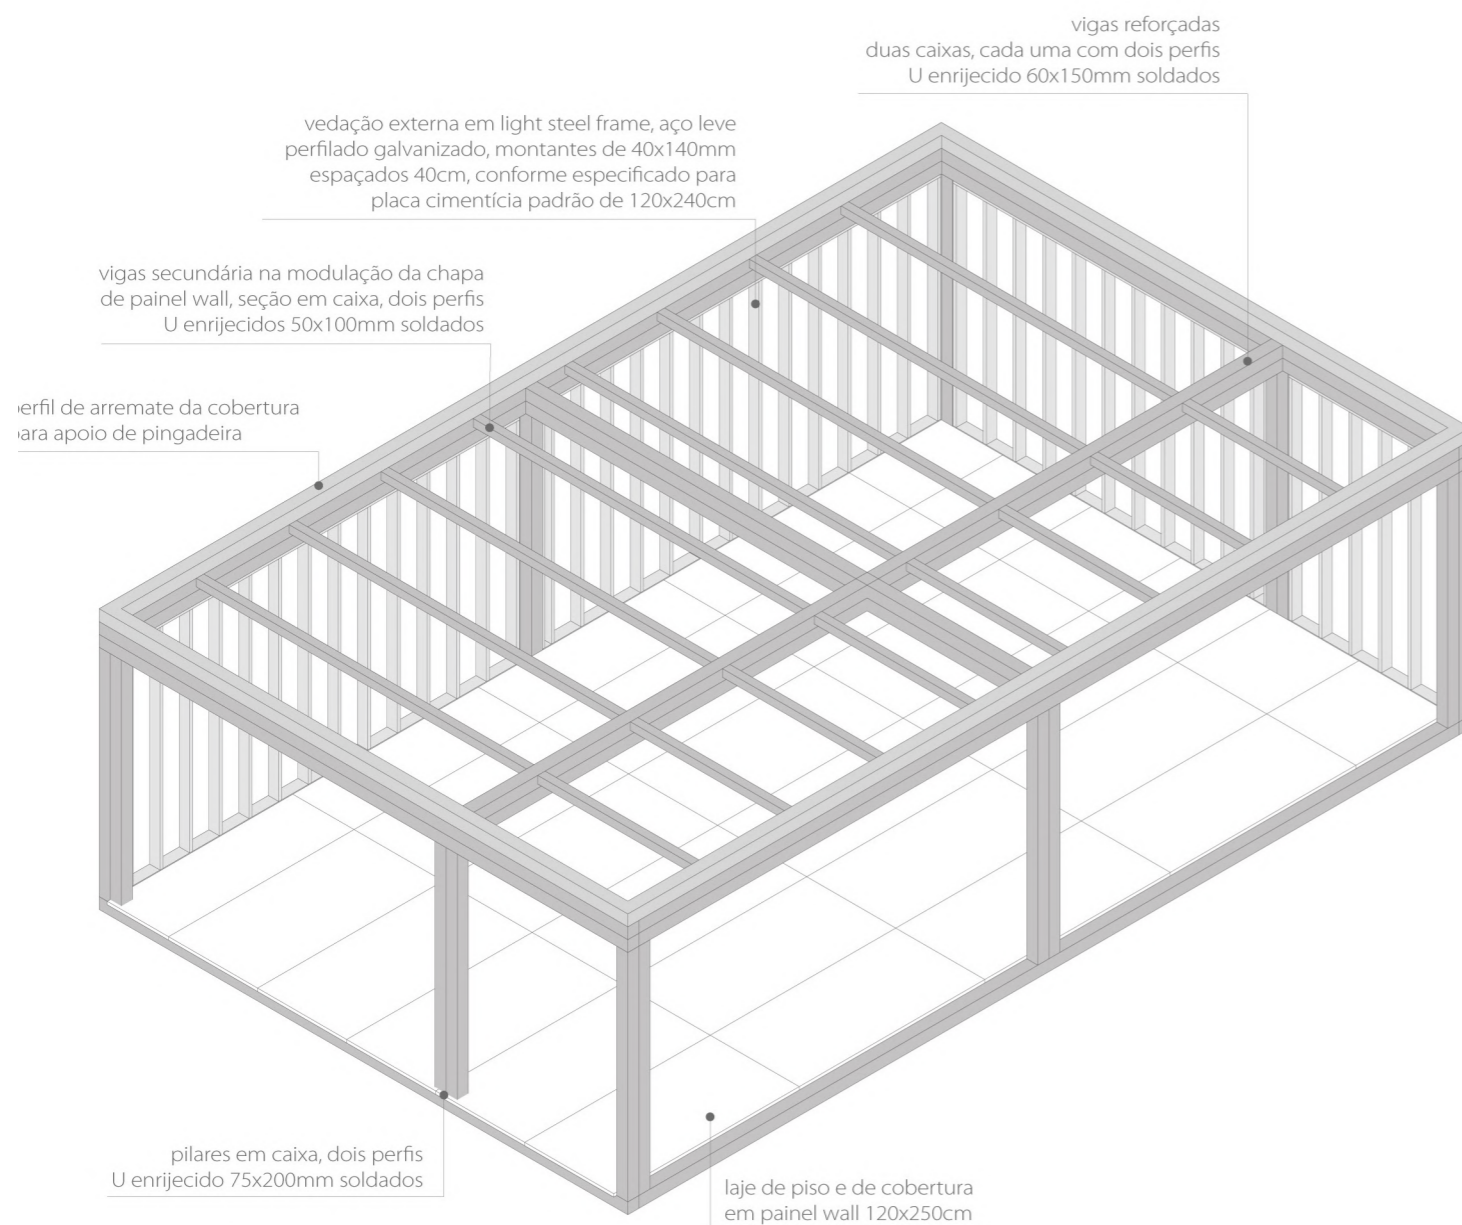 vigas reforçadas
duas caixas, cada uma com dois perfis
U enrijecido 60x150mm soldados
vedação externa em light steel frame, aço leve
perfilado galvanizado, montantes de 40x140mm
espaçados 40cm, conforme especificado para
placa cimentícia padrão de 120x240cm
vigas secundária na modulação da chapa
de painel wall, seção em caixa, dois perfis
U enrijecidos 50x100mm soldados
erfil de arremate da cobertura
ara apoio de pingadeira
pilares em caixa, dois perfis
U enrijecido 75x200mm soldados
laje de piso e de cobertura
em painel wall 120x250cm